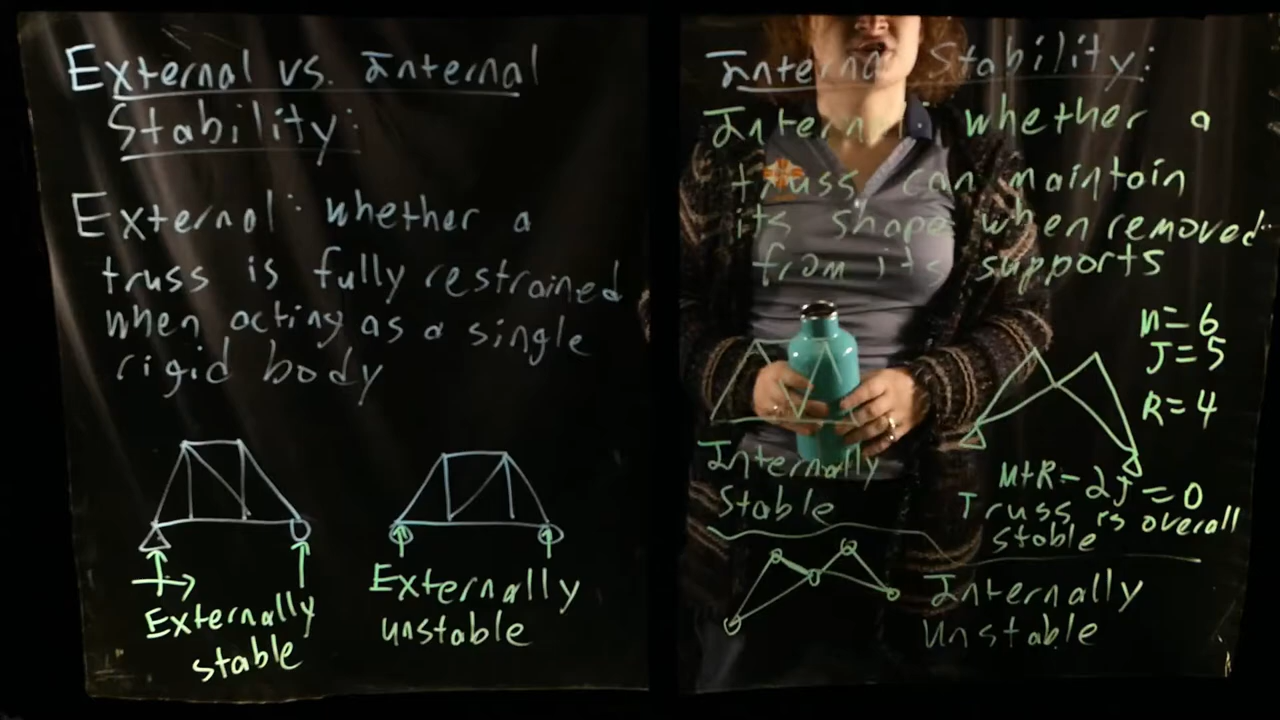 External vs. Internal
Stability:
External: whether a
truss is fully restrained
when acting as a single
rigid body
Externally
stable
Externally
unstable
Internal Stability:
Internal: whether a
truss can maintain
its shape when removed
from its supports
n=6
J=5
R=4
Internally
Stable
M+R-2J=0
Truss is overall
stable
Internally
Unstable